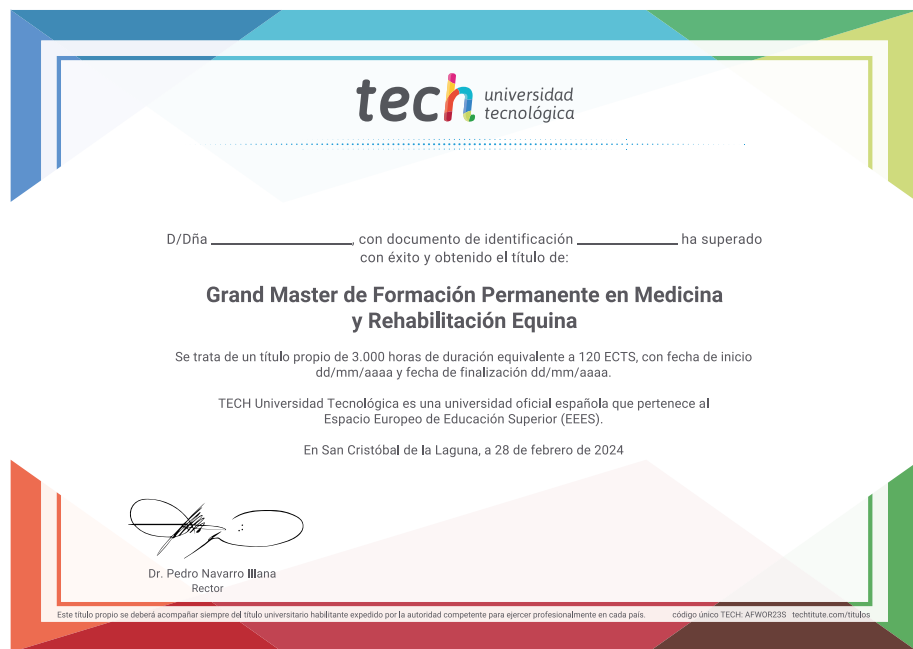 tech universidad
tecnológica
D/Dña ____________________, con documento de identificación ______________ ha superado
con éxito y obtenido el título de:
Grand Master de Formación Permanente en Medicina
y Rehabilitación Equina
Se trata de un título propio de 3.000 horas de duración equivalente a 120 ECTS, con fecha de inicio
dd/mm/aaaa y fecha de finalización dd/mm/aaaa.
TECH Universidad Tecnológica es una universidad oficial española que pertenece al
Espacio Europeo de Educación Superior (EEES).
En San Cristóbal de la Laguna, a 28 de febrero de 2024
Dr. Pedro Navarro Illana
Rector
Este título propio se deberá acompañar siempre del título universitario habilitante expedido por la autoridad competente para ejercer profesionalmente en cada país. código único TECH: AFWOR23S techtitute.com/titulos